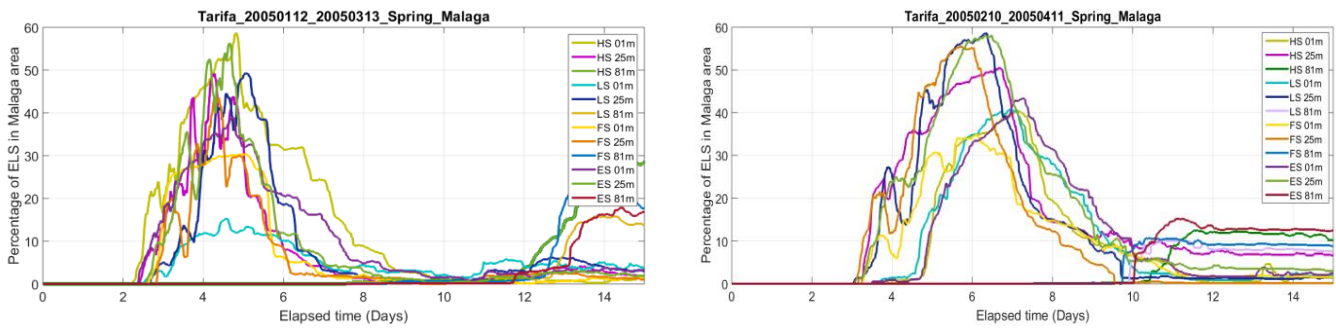 Tarifa_20050112_20050313_Spring_Malaga
Percentage of ELS in Malaga area
60
50
40
30
20
10
0
0 2 4 6 8 10 12 14
Elapsed time (Days)
HS 01m
HS 25m
HS 81m
LS 01m
LS 25m
LS 81m
FS 01m
FS 25m
FS 81m
ES 01m
ES 25m
ES 81m
Tarifa_20050210_20050411_Spring_Malaga
Percentage of ELS in Malaga area
60
50
40
30
20
10
0
0 2 4 6 8 10 12 14
Elapsed time (Days)
HS 01m
HS 25m
HS 81m
LS 01m
LS 25m
LS 81m
FS 01m
FS 25m
FS 81m
ES 01m
ES 25m
ES 81m